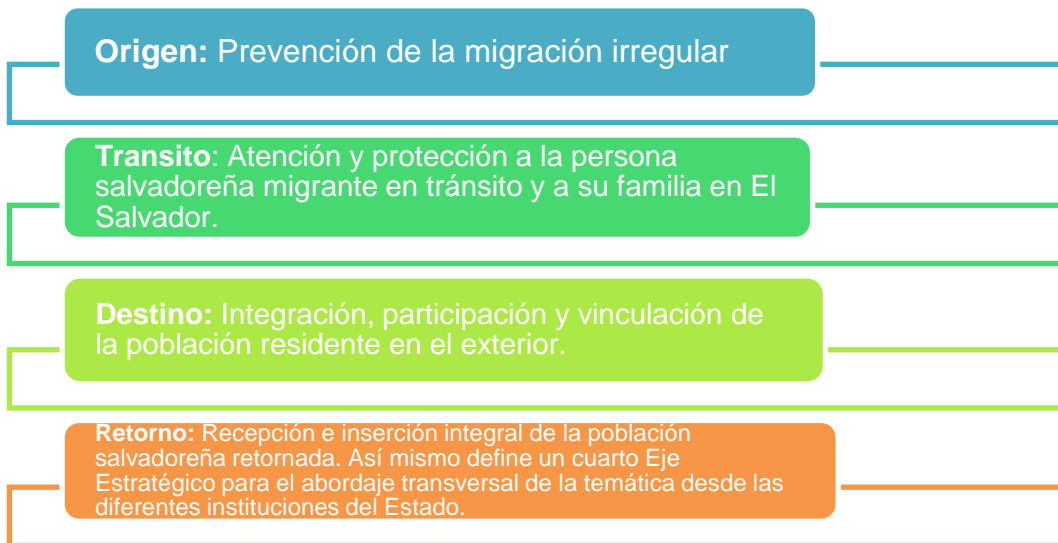 Origen: Prevención de la migración irregular
Transito: Atención y protección a la persona
salvadoreña migrante en tránsito y a su familia en El
Salvador.
Destino: Integración, participación y vinculación de
la población residente en el exterior.
Retorno: Recepción e inserción integral de la población
salvadoreña retornada. Así mismo define un cuarto Eje
Estratégico para el abordaje transversal de la temática desde las
diferentes instituciones del Estado.